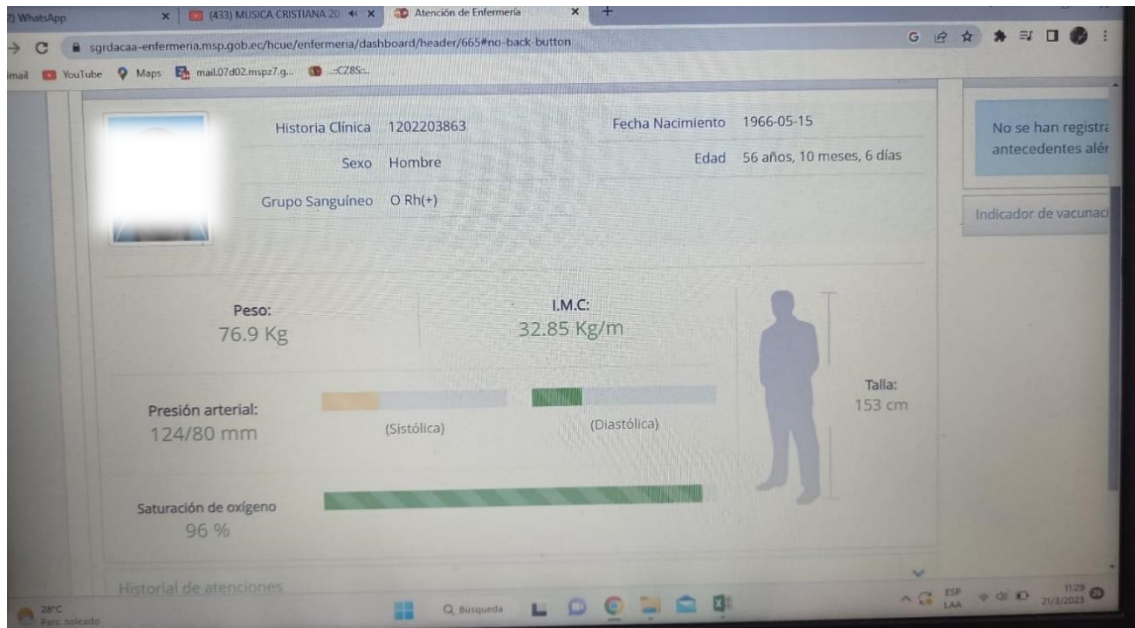 WhatsApp
(433) MUSICA CRISTIANA 20
Atención de Enfermería
sgrdacaa-enfermeria.msp.gob.ec/hcue/enfermeria/dashboard/header/665#no-back-button
YouTube
Maps
mail.07d02.mspz7.g...
Historia Clínica 1202203863
Fecha Nacimiento 1966-05-15
Sexo Hombre
Edad 56 años, 10 meses, 6 días
Grupo Sanguíneo O Rh(+)
No se han registra
antecedentes alér
Indicador de vacunaci
Peso:
76.9 Kg
I.M.C:
32.85 Kg/m
Talla:
153 cm
Presión arterial:
124/80 mm
(Sistólica)
(Diastólica)
Saturación de oxígeno
96 %
Historial de atenciones
28°C
Parc. soleado
Búsqueda
ESP
LAA
11:29
21/3/2023